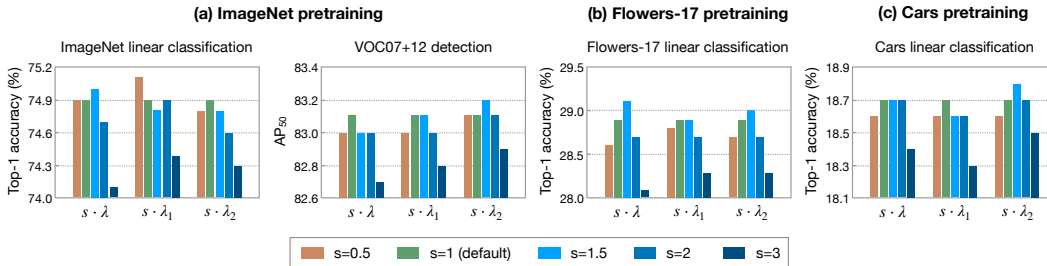 (a) ImageNet pretraining
(b) Flowers-17 pretraining
(c) Cars pretraining
ImageNet linear classification
VOC07+12 detection
Flowers-17 linear classification
Cars linear classification
Top-1 accuracy (%)
75.2
74.9
74.6
74.3
74.0
s · λ
s · λ₁
s · λ₂
AP₅₀
83.4
83.2
83.0
82.8
82.6
s · λ
s · λ₁
s · λ₂
Top-1 accuracy (%)
29.5
29.0
28.5
28.0
s · λ
s · λ₁
s · λ₂
Top-1 accuracy (%)
18.9
18.7
18.5
18.3
18.1
s · λ
s · λ₁
s · λ₂
s=0.5
s=1 (default)
s=1.5
s=2
s=3